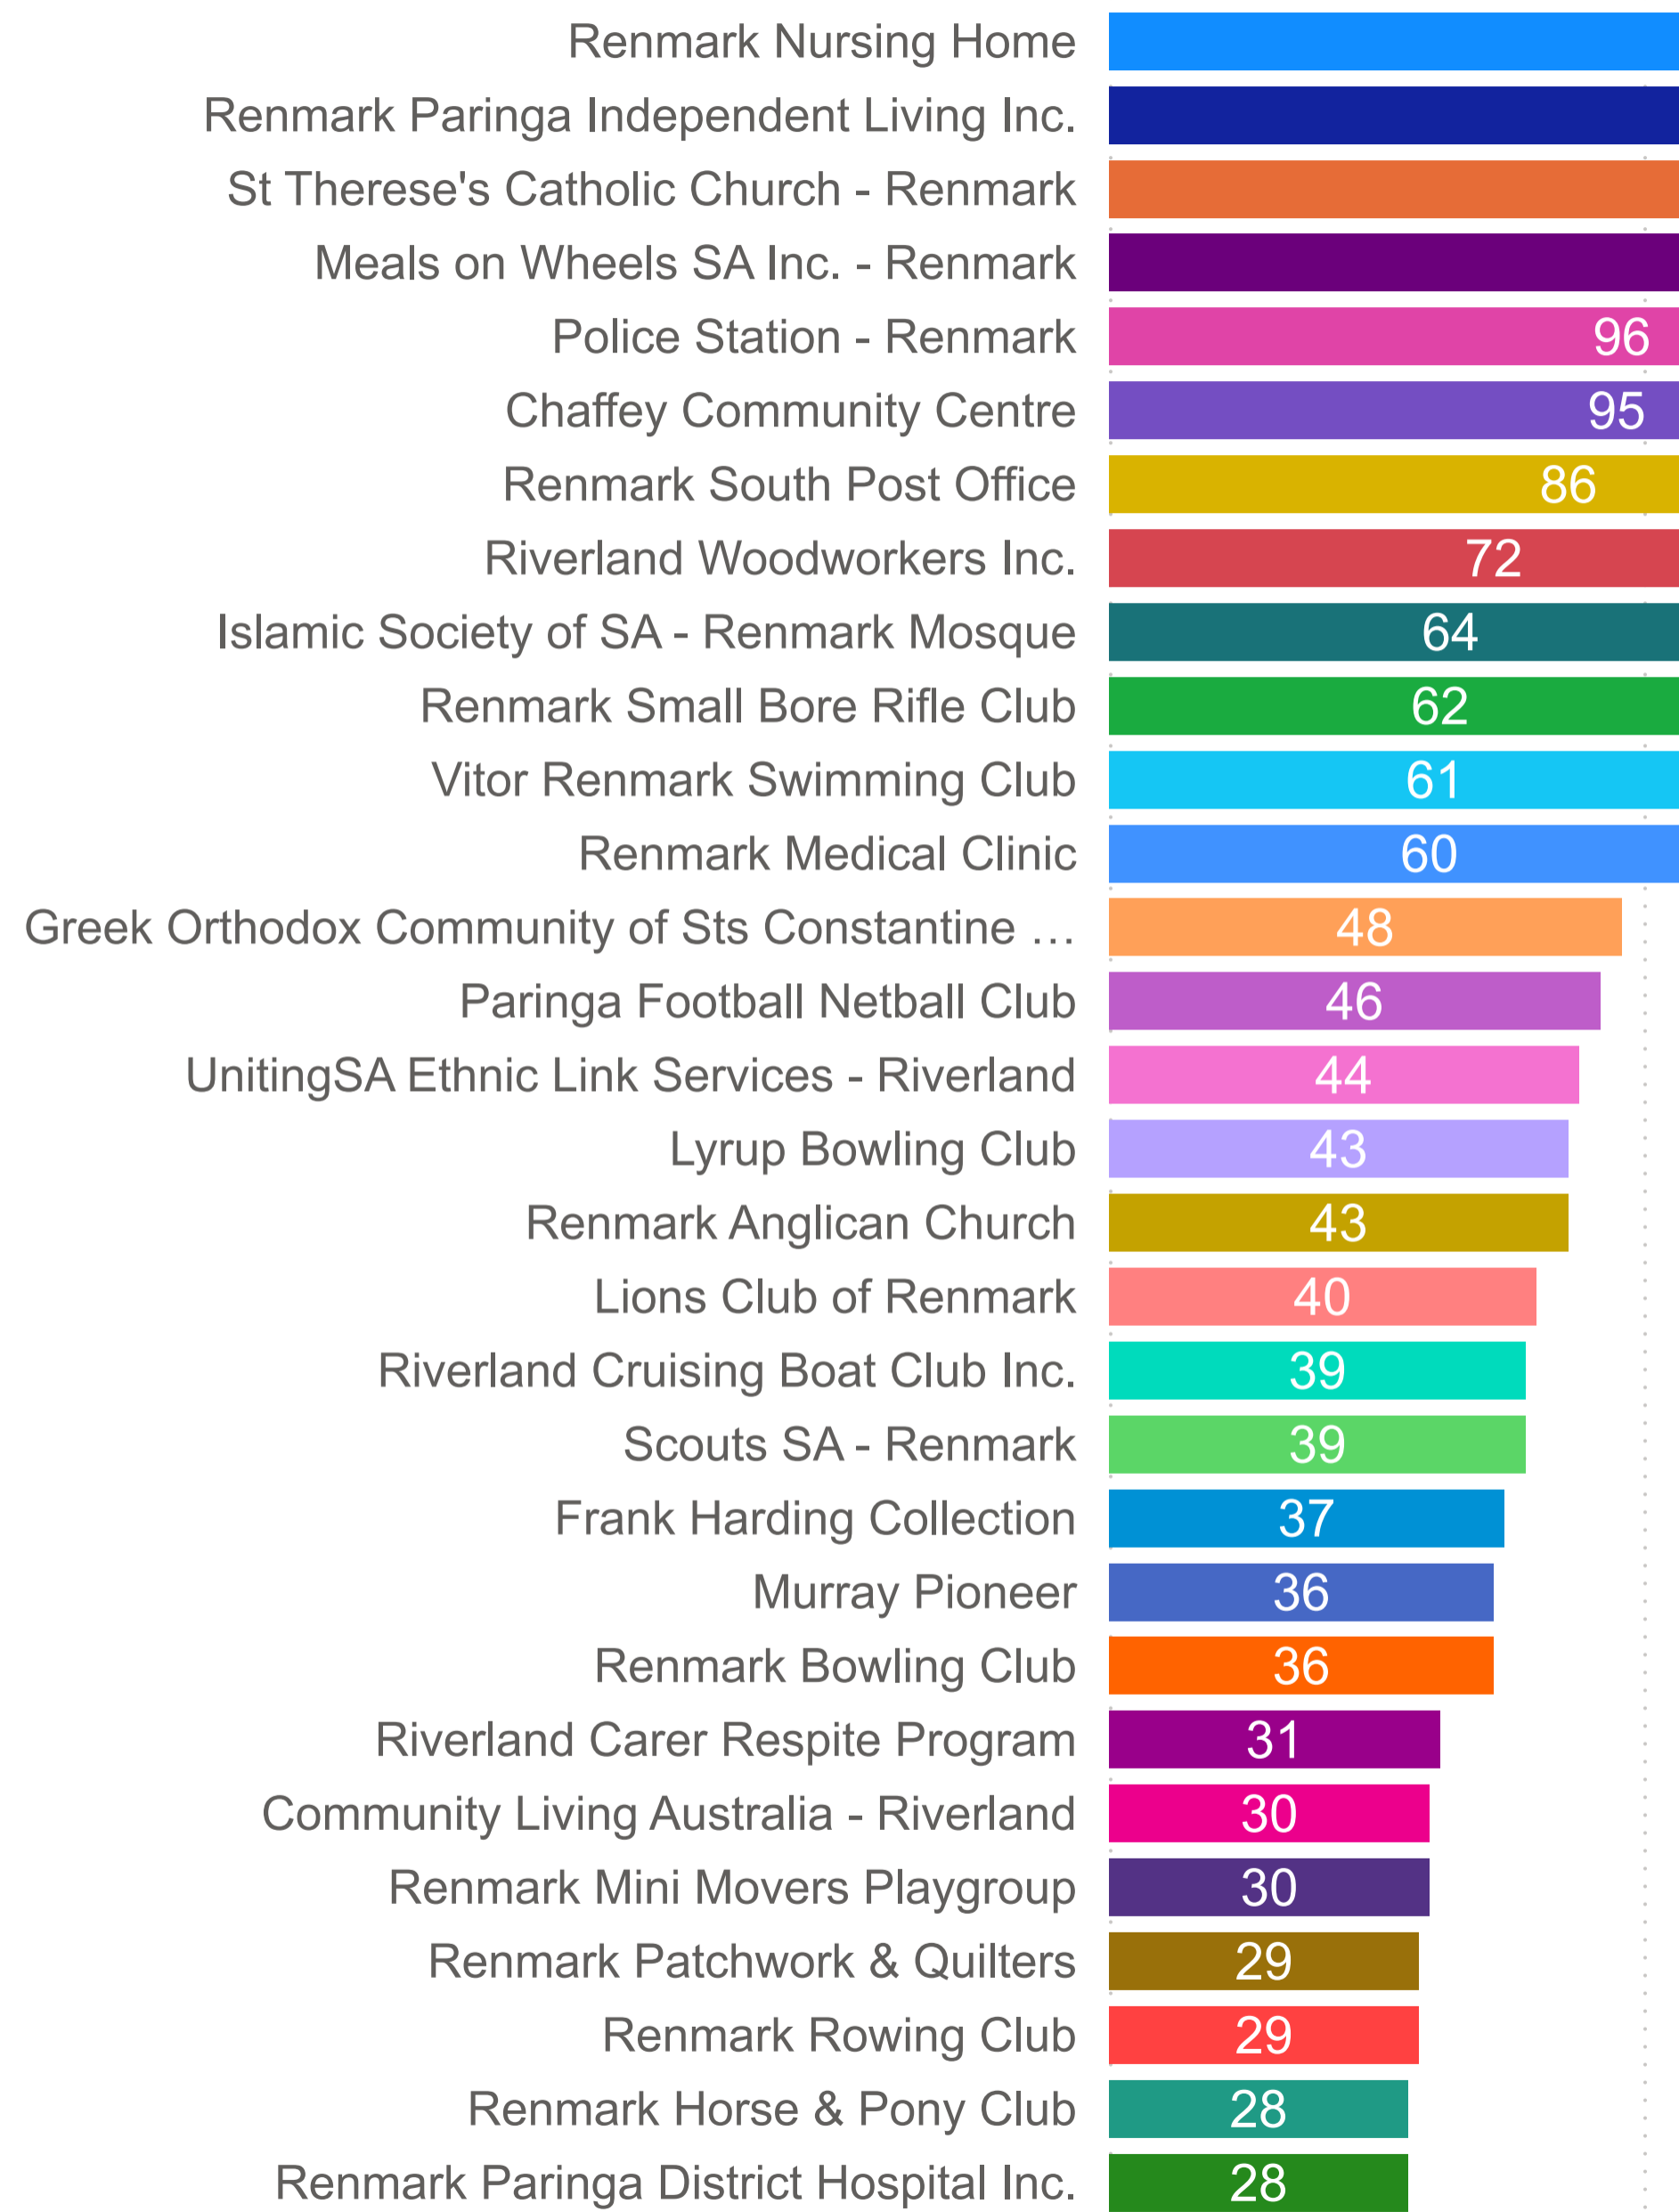 Renmark Nursing Home
Renmark Paringa Independent Living Inc.
St Therese's Catholic Church - Renmark
Meals on Wheels SA Inc. - Renmark
Police Station - Renmark 96
Chaffey Community Centre 95
Renmark South Post Office 86
Riverland Woodworkers Inc. 72
Islamic Society of SA - Renmark Mosque 64
Renmark Small Bore Rifle Club 62
Vitor Renmark Swimming Club 61
Renmark Medical Clinic 60
Greek Orthodox Community of Sts Constantine … 48
Paringa Football Netball Club 46
UnitingSA Ethnic Link Services - Riverland 44
Lyrup Bowling Club 43
Renmark Anglican Church 43
Lions Club of Renmark 40
Riverland Cruising Boat Club Inc. 39
Scouts SA - Renmark 39
Frank Harding Collection 37
Murray Pioneer 36
Renmark Bowling Club 36
Riverland Carer Respite Program 31
Community Living Australia - Riverland 30
Renmark Mini Movers Playgroup 30
Renmark Patchwork & Quilters 29
Renmark Rowing Club 29
Renmark Horse & Pony Club 28
Renmark Paringa District Hospital Inc. 28